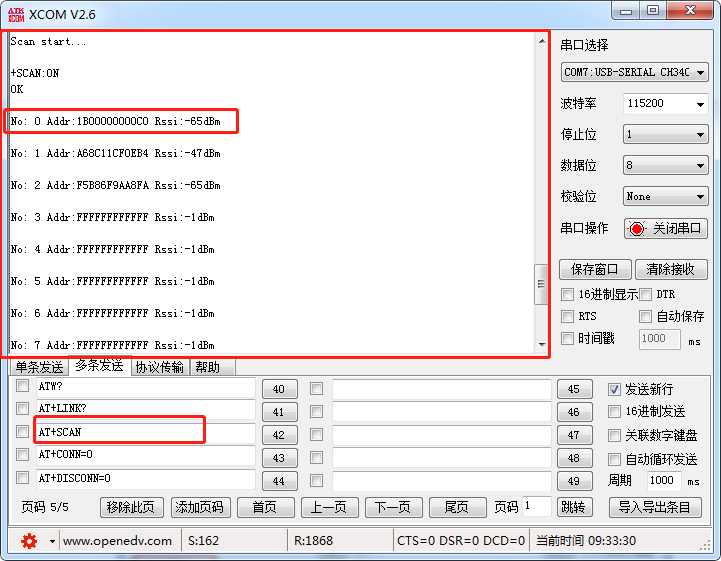 ATK
XCOM XCOM V2.6
Scan start...
+SCAN:ON
OK
No: 0 Addr:1B00000000C0 Rssi:-65dBm
No: 1 Addr:A68C11CF0EB4 Rssi:-47dBm
No: 2 Addr:F5B86F9AA8FA Rssi:-65dBm
No: 3 Addr:FFFFFFFFFFFF Rssi:-1dBm
No: 4 Addr:FFFFFFFFFFFF Rssi:-1dBm
No: 5 Addr:FFFFFFFFFFFF Rssi:-1dBm
No: 6 Addr:FFFFFFFFFFFF Rssi:-1dBm
No: 7 Addr:FFFFFFFFFFFF Rssi:-1dBm
串口选择
COM7:USB-SERIAL CH34C
波特率 115200
停止位 1
数据位 8
校验位 None
串口操作 关闭串口
保存窗口 清除接收
16进制显示 DTR
RTS 自动保存
时间戳 1000 ms
单条发送 多条发送 协议传输 帮助
ATW? 40 45 发送新行
AT+LINK? 41 46 16进制发送
AT+SCAN 42 47 关联数字键盘
AT+CONN=0 43 48 自动循环发送
AT+DISCONN=0 44 49 周期 1000 ms
页码 5/5 移除此页 添加页码 首页 上一页 下一页 尾页 页码 1 跳转 导入导出条目
www.openedv.com S:162 R:1868 CTS=0 DSR=0 DCD=0 当前时间 09:33:30